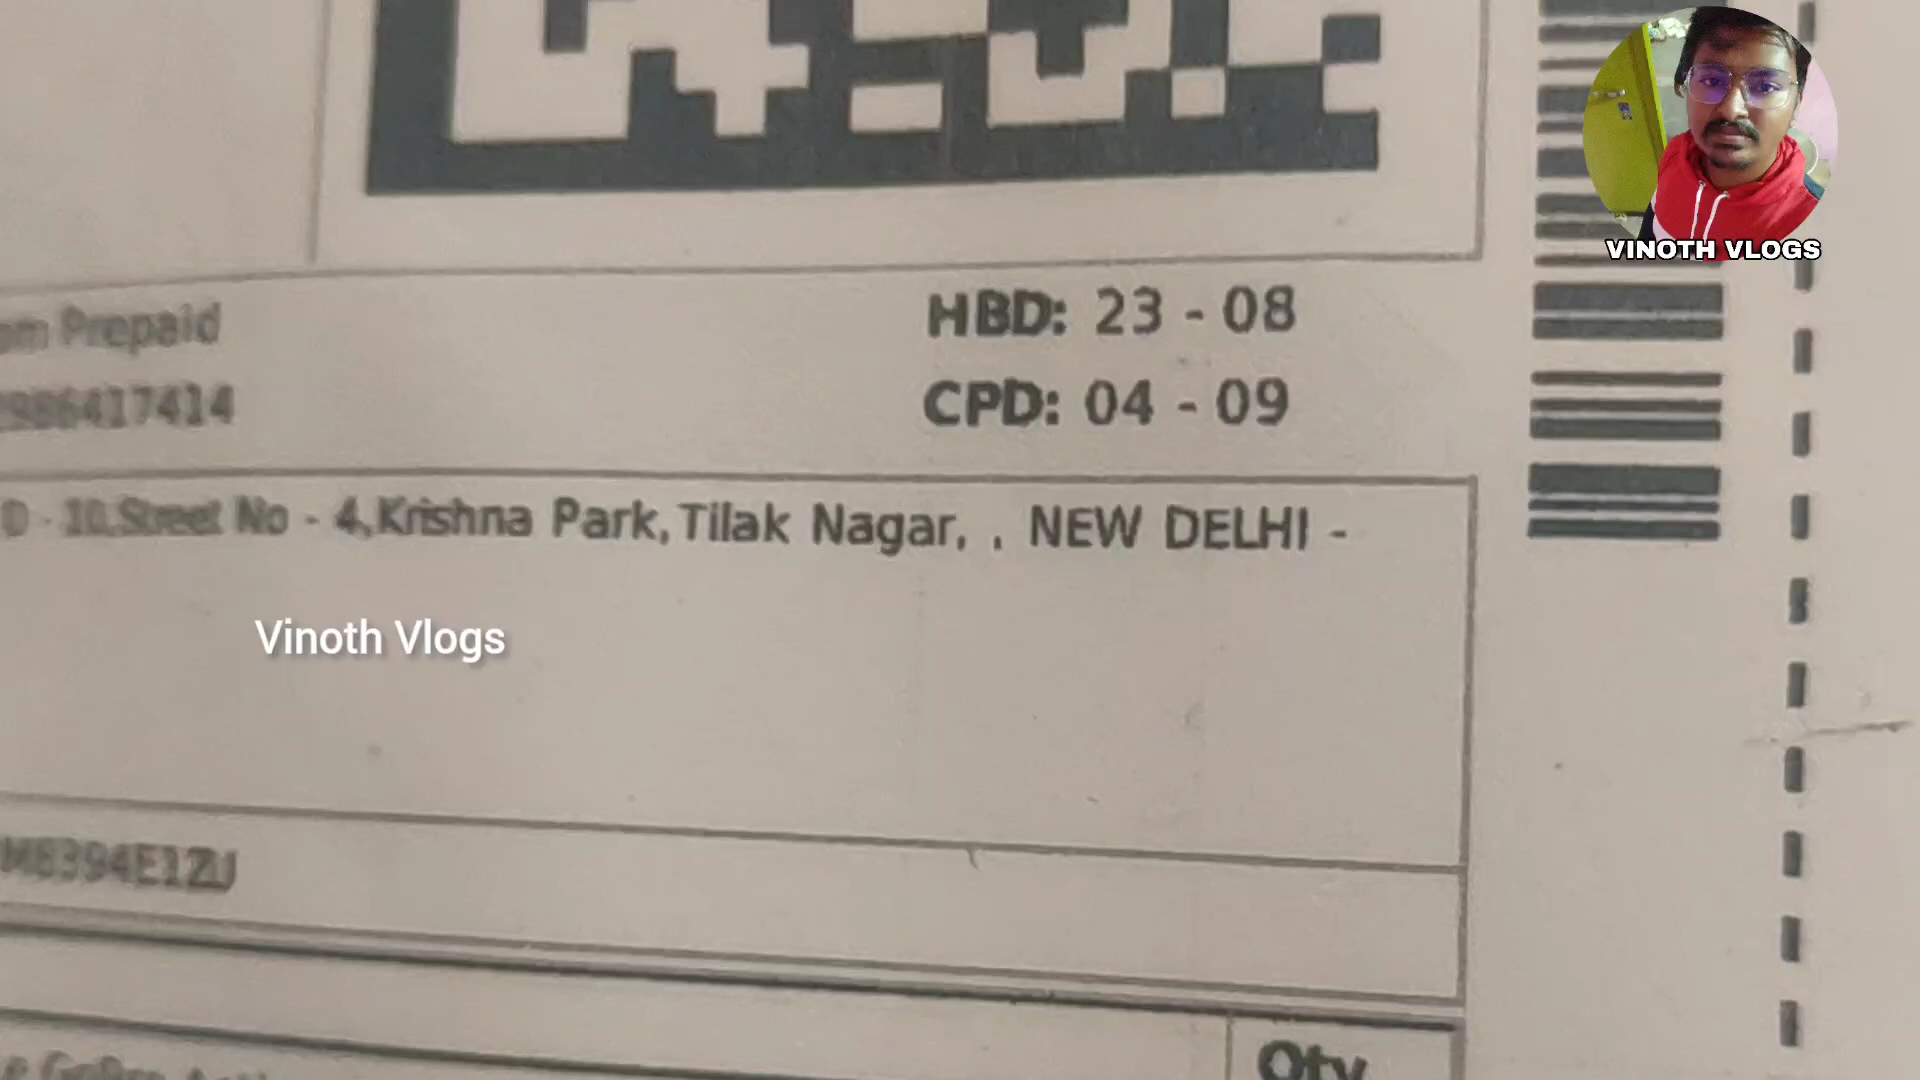 VINOTH VLOGS
Prepaid
HBD: 23 - 08
986417414
CPD: 04 - 09
D - 10,Street No - 4,Krishna Park,Tilak Nagar, , NEW DELHI -
Vinoth Vlogs
M8394E1ZU
Qty